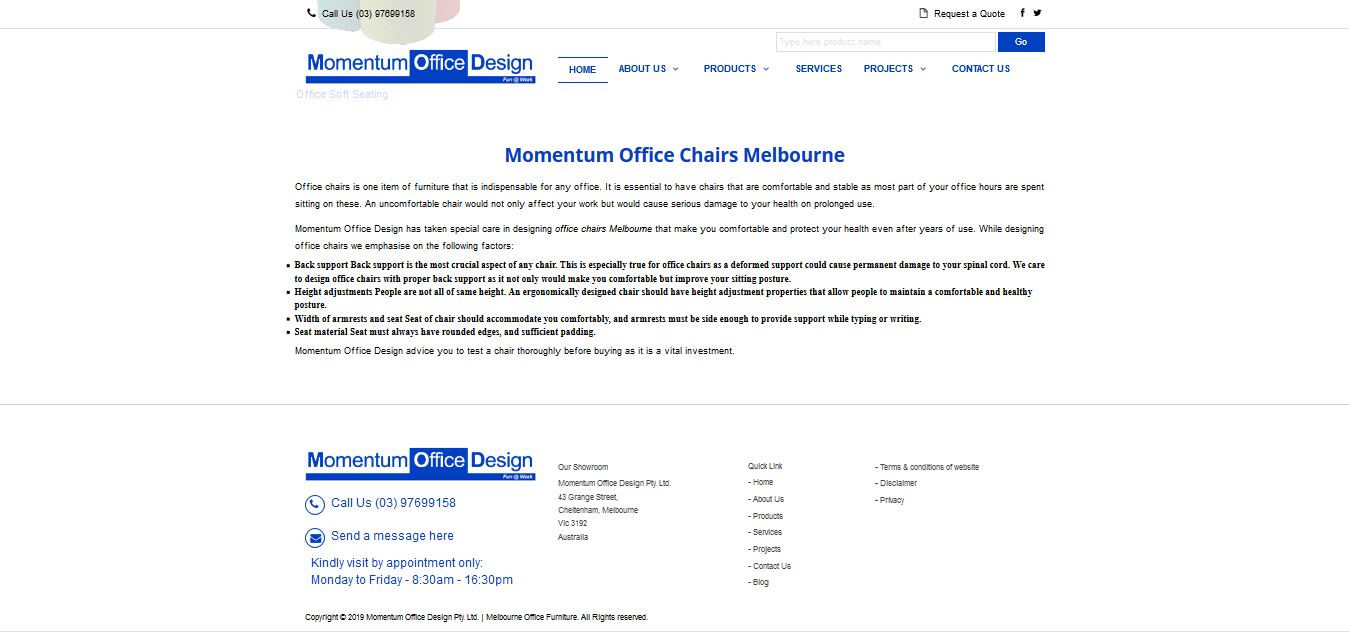 Call Us (03) 97699158
Request a Quote
Type here product name
Go
Momentum Office Design
Fun @ Work
HOME
ABOUT US
PRODUCTS
SERVICES
PROJECTS
CONTACT US
Office Soft Seating
Momentum Office Chairs Melbourne
Office chairs is one item of furniture that is indispensable for any office. It is essential to have chairs that are comfortable and stable as most part of your office hours are spent
sitting on these. An uncomfortable chair would not only affect your work but would cause serious damage to your health on prolonged use.
Momentum Office Design has taken special care in designing office chairs Melbourne that make you comfortable and protect your health even after years of use. While designing
office chairs we emphasise on the following factors:
▪ Back support Back support is the most crucial aspect of any chair. This is especially true for office chairs as a deformed support could cause permanent damage to your spinal cord. We care
to design office chairs with proper back support as it not only would make you comfortable but improve your sitting posture.
▪ Height adjustments People are not all of same height. An ergonomically designed chair should have height adjustment properties that allow people to maintain a comfortable and healthy
posture.
▪ Width of armrests and seat Seat of chair should accommodate you comfortably, and armrests must be side enough to provide support while typing or writing.
▪ Seat material Seat must always have rounded edges, and sufficient padding.
Momentum Office Design advice you to test a chair thoroughly before buying as it is a vital investment.
Momentum Office Design
Fun @ Work
Call Us (03) 97699158
Send a message here
Kindly visit by appointment only:
Monday to Friday - 8:30am - 16:30pm
Our Showroom
Momentum Office Design Pty. Ltd.
43 Grange Street,
Cheltenham, Melbourne
Vic 3192
Australia
Quick Link
- Home
- About Us
- Products
- Services
- Projects
- Contact Us
- Blog
- Terms & conditions of website
- Disclaimer
- Privacy
Copyright © 2019 Momentum Office Design Pty. Ltd. | Melbourne Office Furniture. All Rights reserved.